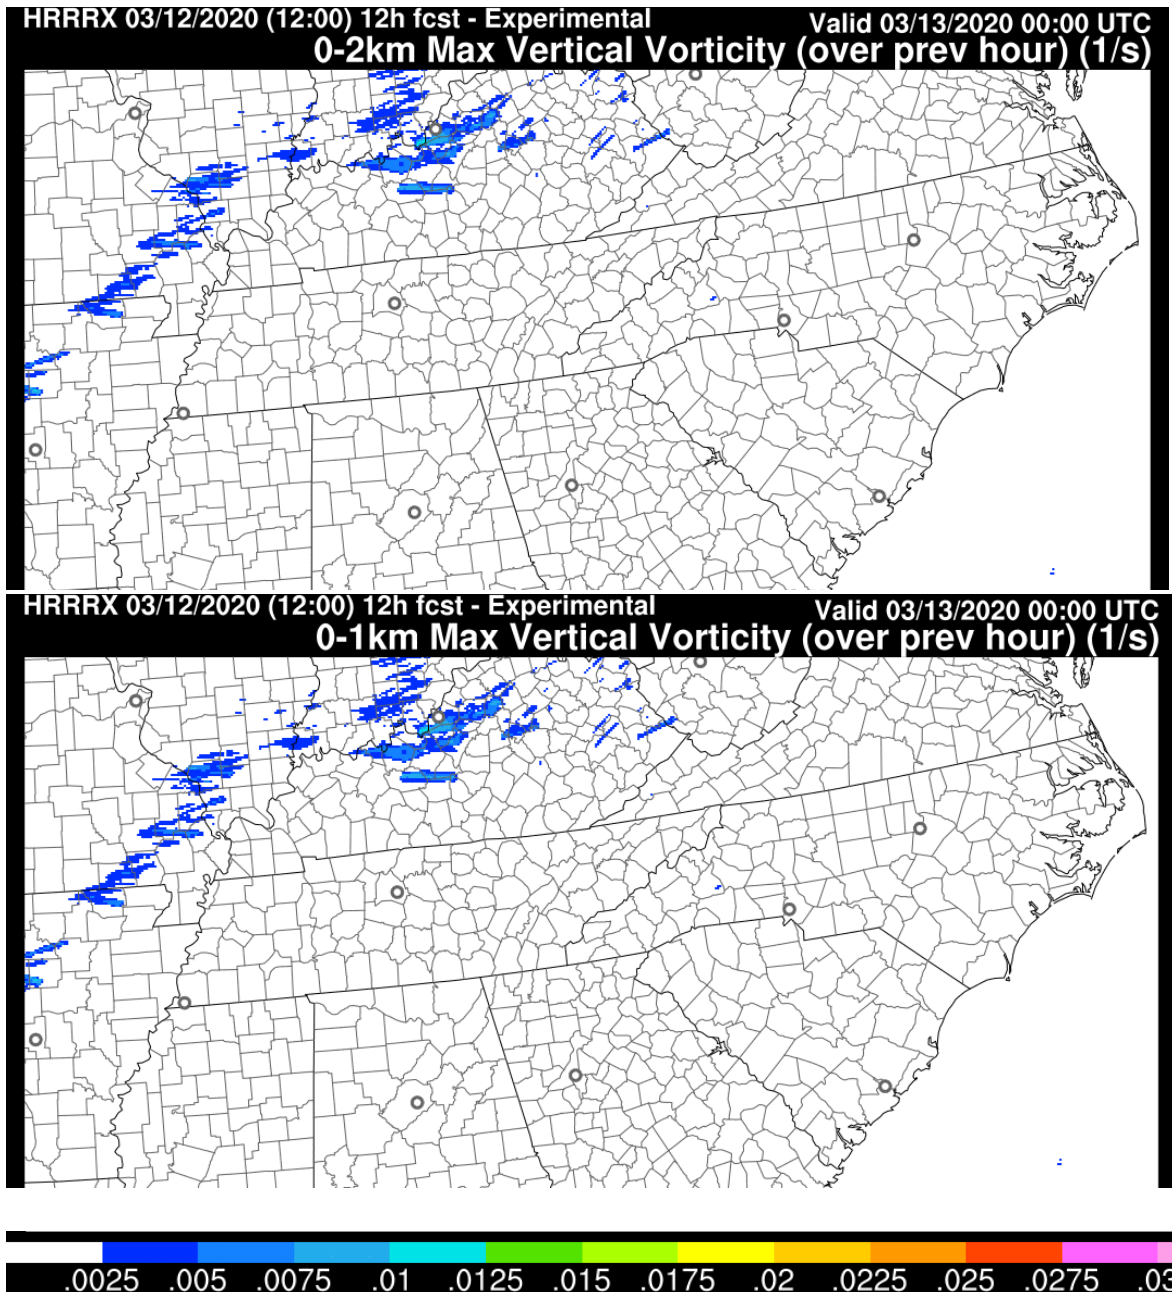 HRRRX 03/12/2020 (12:00) 12h fcst - Experimental Valid 03/13/2020 00:00 UTC
0-2km Max Vertical Vorticity (over prev hour) (1/s)
HRRRX 03/12/2020 (12:00) 12h fcst - Experimental Valid 03/13/2020 00:00 UTC
0-1km Max Vertical Vorticity (over prev hour) (1/s)
.0025 .005 .0075 .01 .0125 .015 .0175 .02 .0225 .025 .0275 .03